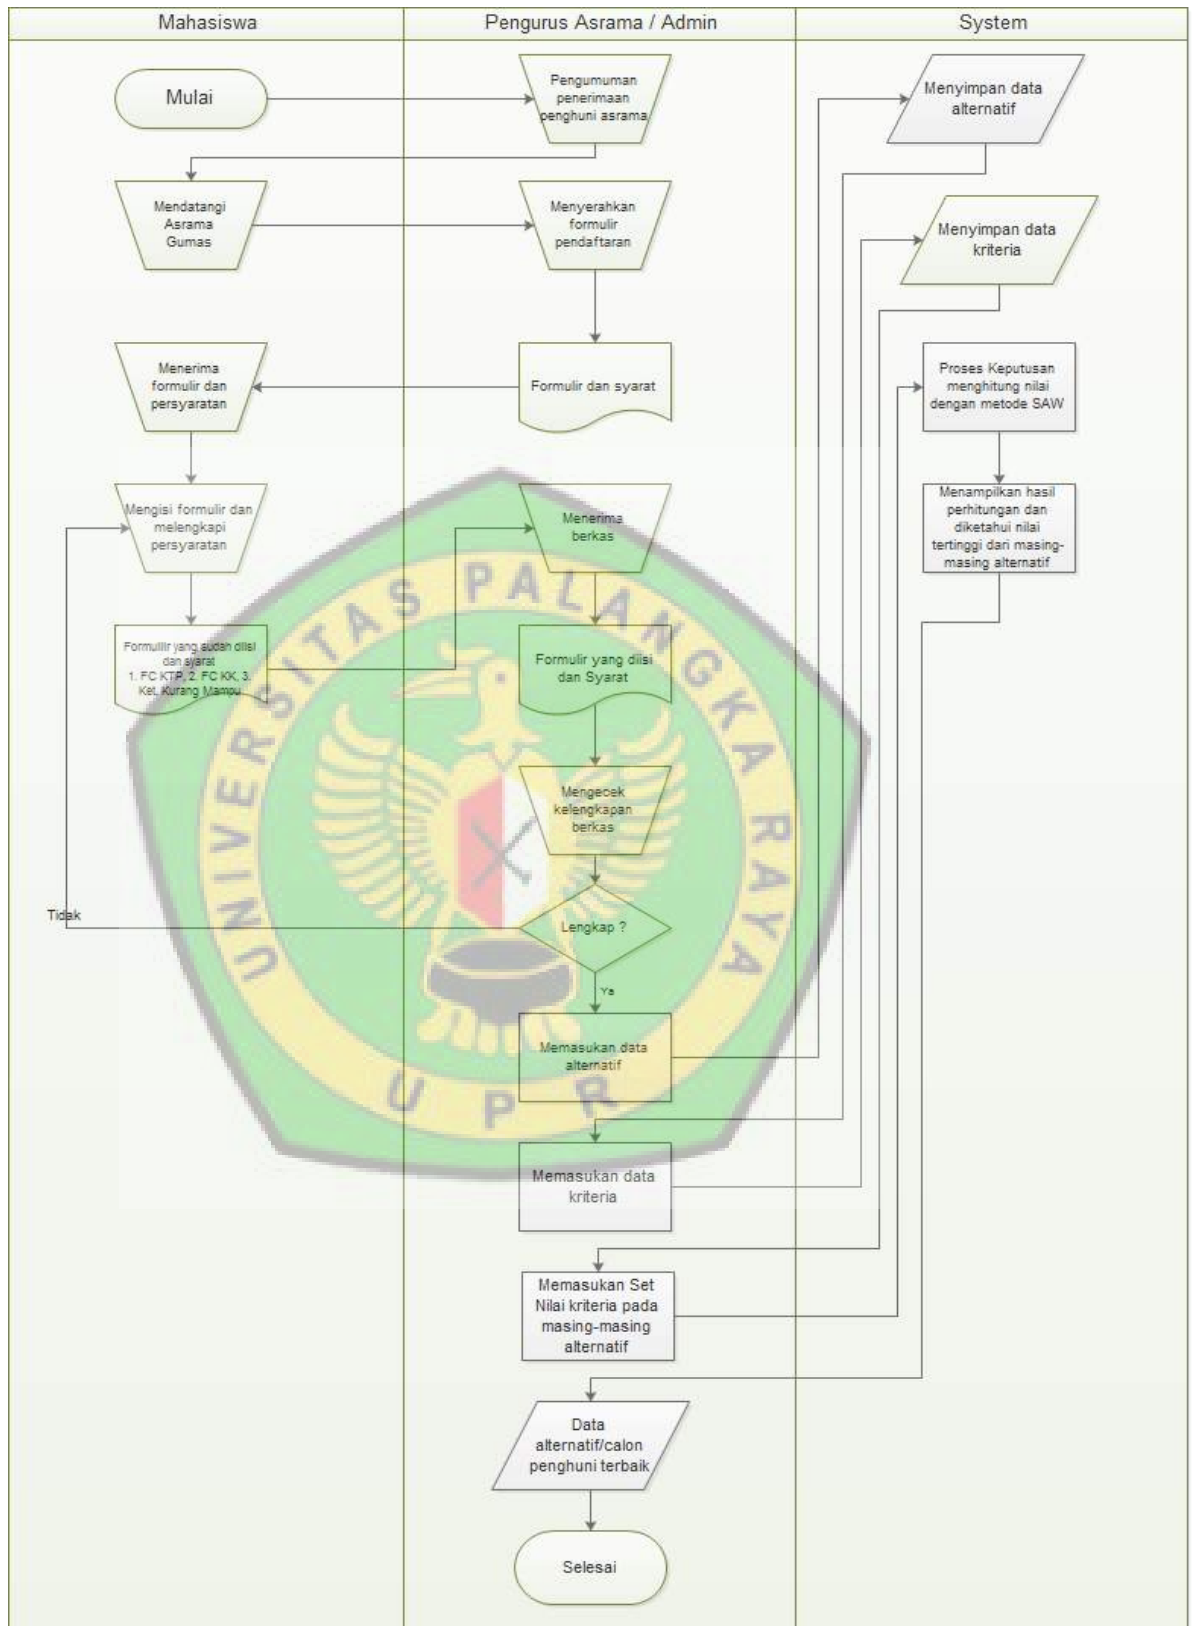 Mahasiswa
Pengurus Asrama / Admin
System
Mulai
Pengumuman
penerimaan
penghuni asrama
Menyimpan data
alternatif
Mendatangi
Asrama
Gumas
Menyerahkan
formulir
pendaftaran
Menyimpan data
kriteria
Menerima
formulir dan
persyaratan
Formulir dan syarat
Proses Keputusan
menghitung nilai
dengan metode SAW
Mengisi formulir dan
melengkapi
persyaratan
Menerima
berkas
Menampilkan hasil
perhitungan dan
diketahui nilai
tertinggi dari masing-
masing alternatif
Formuliir yang sudah diisi
dan syarat
1. FC KTP, 2. FC KK, 3.
Ket, Kurang Mampu
Formulir yang diisi
dan Syarat
Mengecek
kelengkapan
berkas
Tidak
Lengkap ?
Ya
Memasukan data
alternatif
Memasukan data
kriteria
Memasukan Set
Nilai kriteria pada
masing-masing
alternatif
Data
alternatif/calon
penghuni terbaik
Selesai
UNIVERSITAS PALANGKA RAYA
UPR